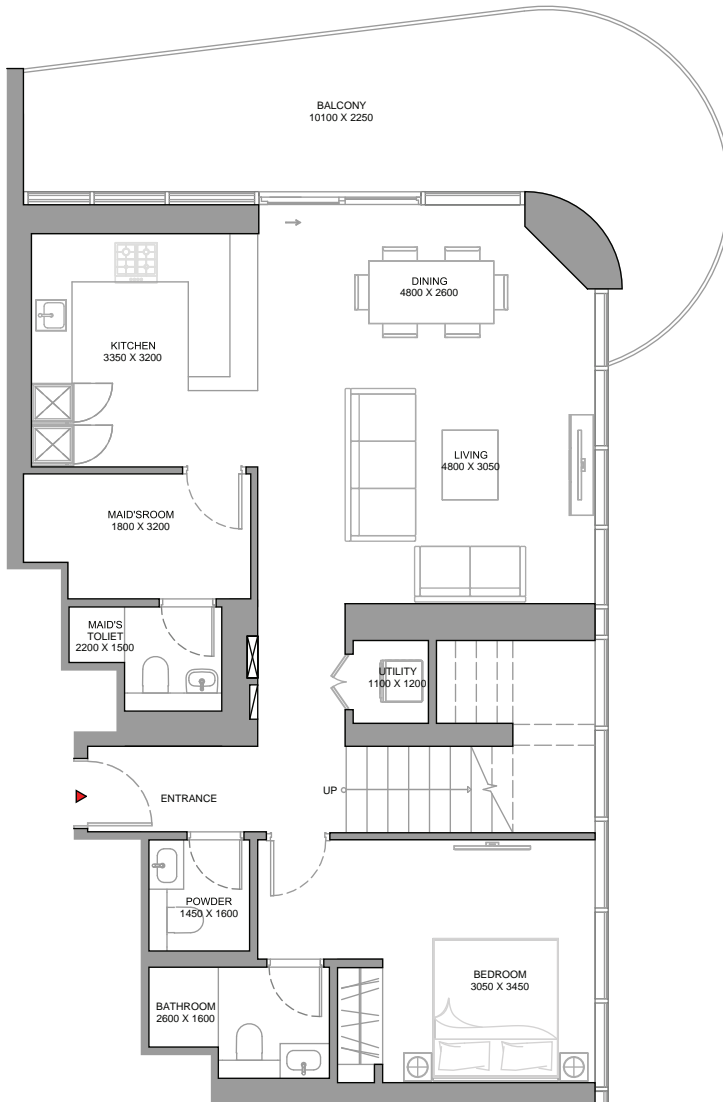 BALCONY
10100 X 2250
DINING
4800 X 2600
KITCHEN
3350 X 3200
LIVING
4800 X 3050
MAID'SROOM
1800 X 3200
MAID'S
TOLIET
2200 X 1500
UTILITY
1100 X 1200
UP
ENTRANCE
POWDER
1450 X 1600
BEDROOM
3050 X 3450
BATHROOM
2600 X 1600